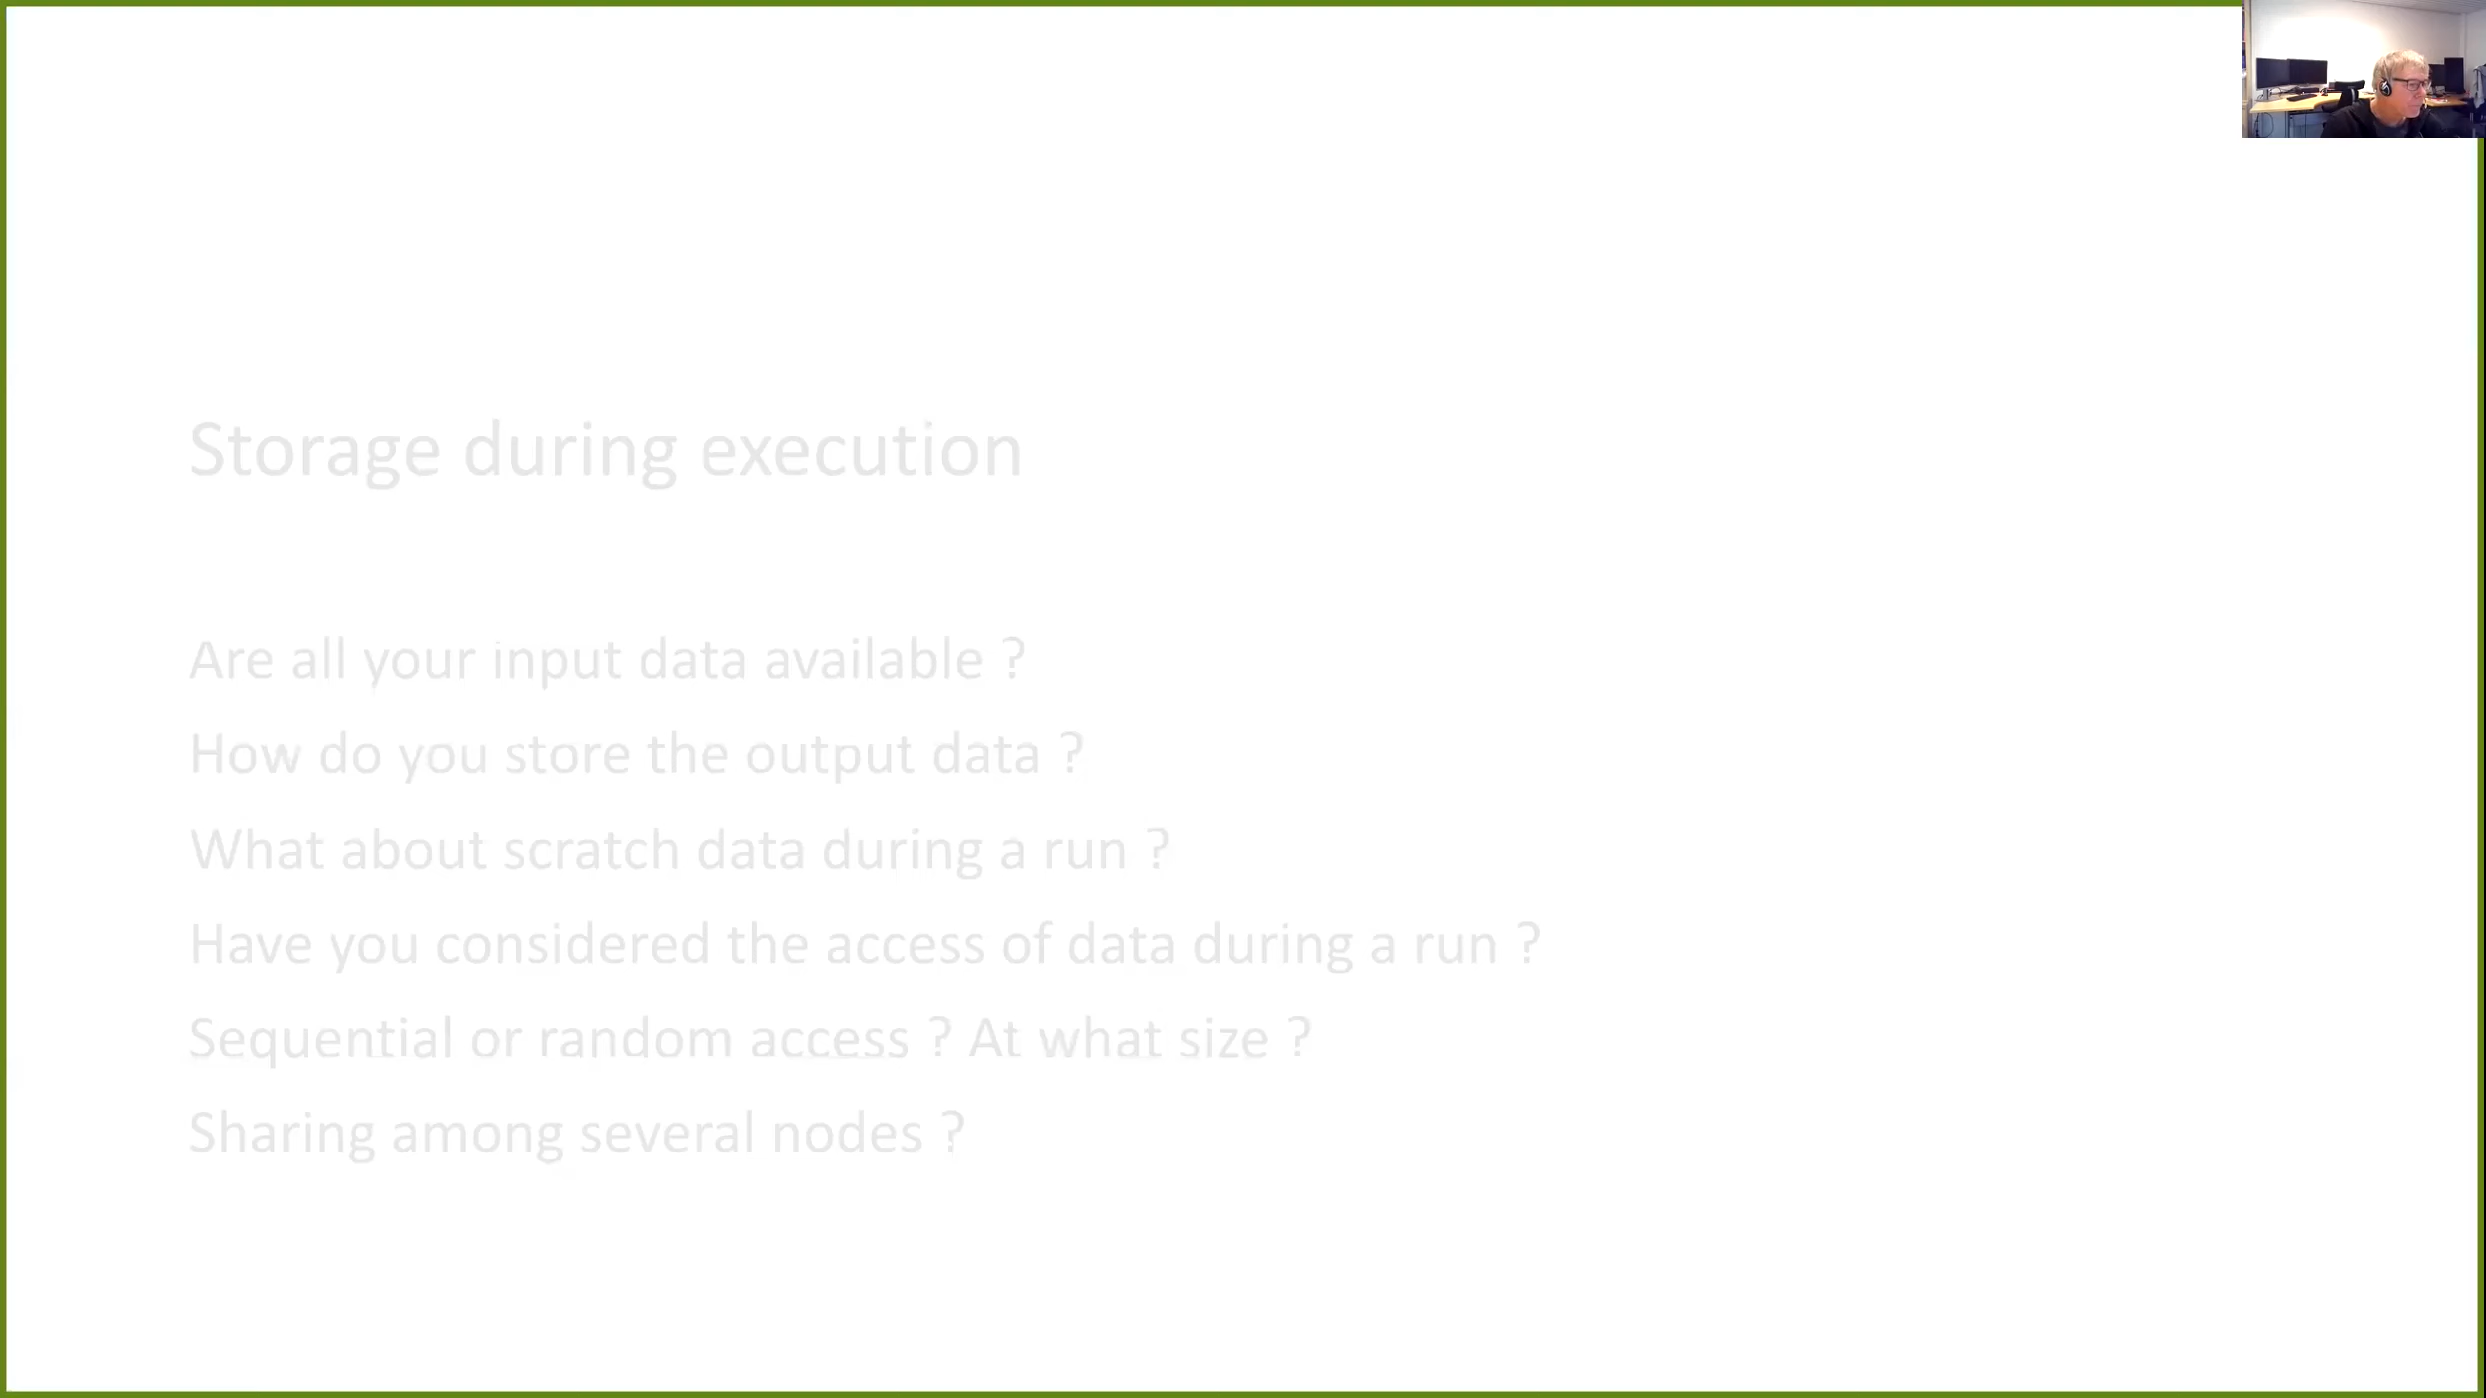 Storage during execution
Are all your input data available ?
How do you store the output data ?
What about scratch data during a run ?
Have you considered the access of data during a run ?
Sequential or random access ? At what size ?
Sharing among several nodes ?